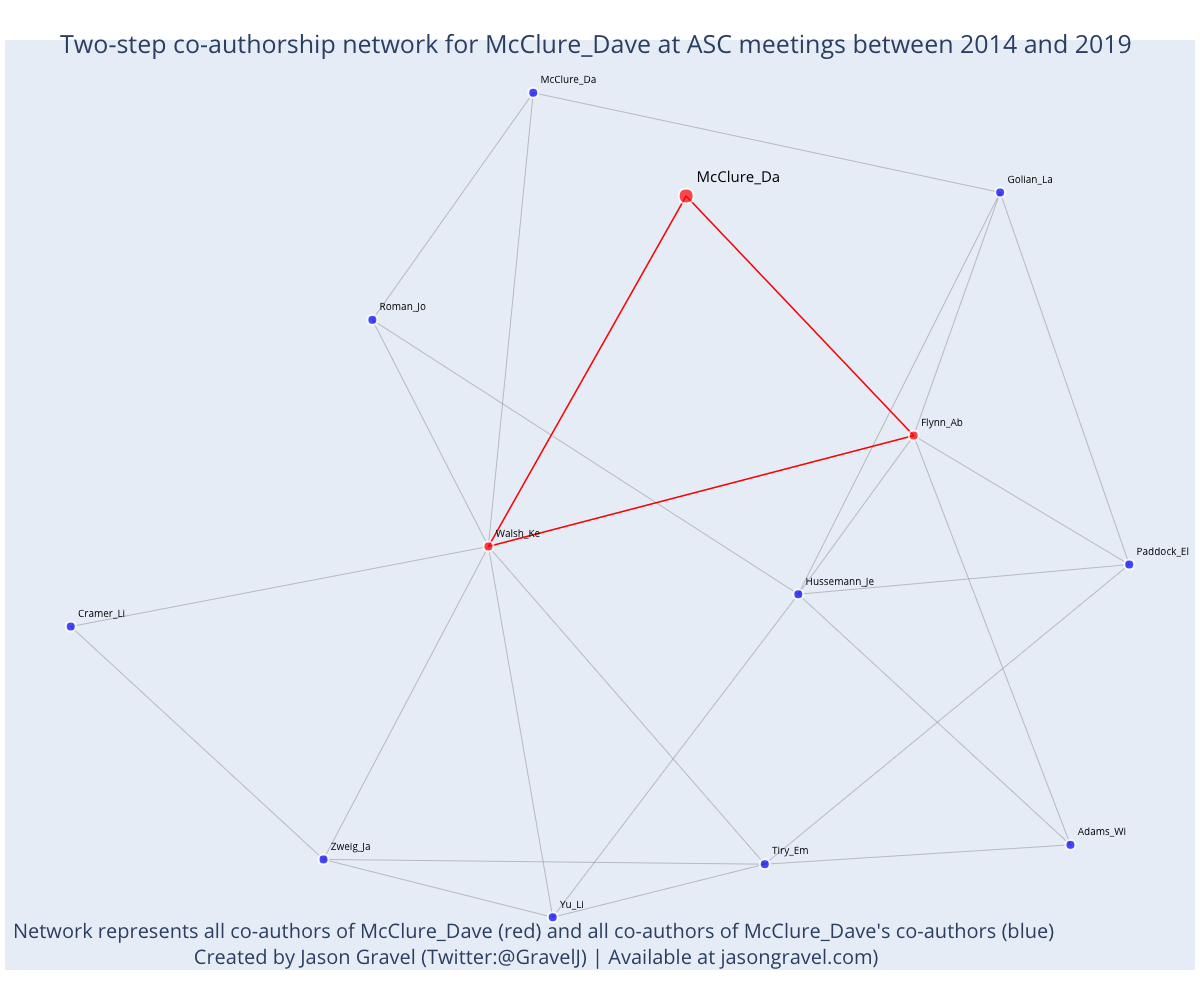 Two-step co-authorship network for McClure_Dave at ASC meetings between 2014 and 2019
McClure_Da
McClure_Da
Golian_La
Roman_Jo
Flynn_Ab
Walsh_Ke
Paddock_El
Hussemann_Je
Cramer_Li
Adams_Wi
Zweig_Ja
Tiry_Em
Yu_Li
Network represents all co-authors of McClure_Dave (red) and all co-authors of McClure_Dave's co-authors (blue)
Created by Jason Gravel (Twitter:@GravelJ) | Available at jasongravel.com)